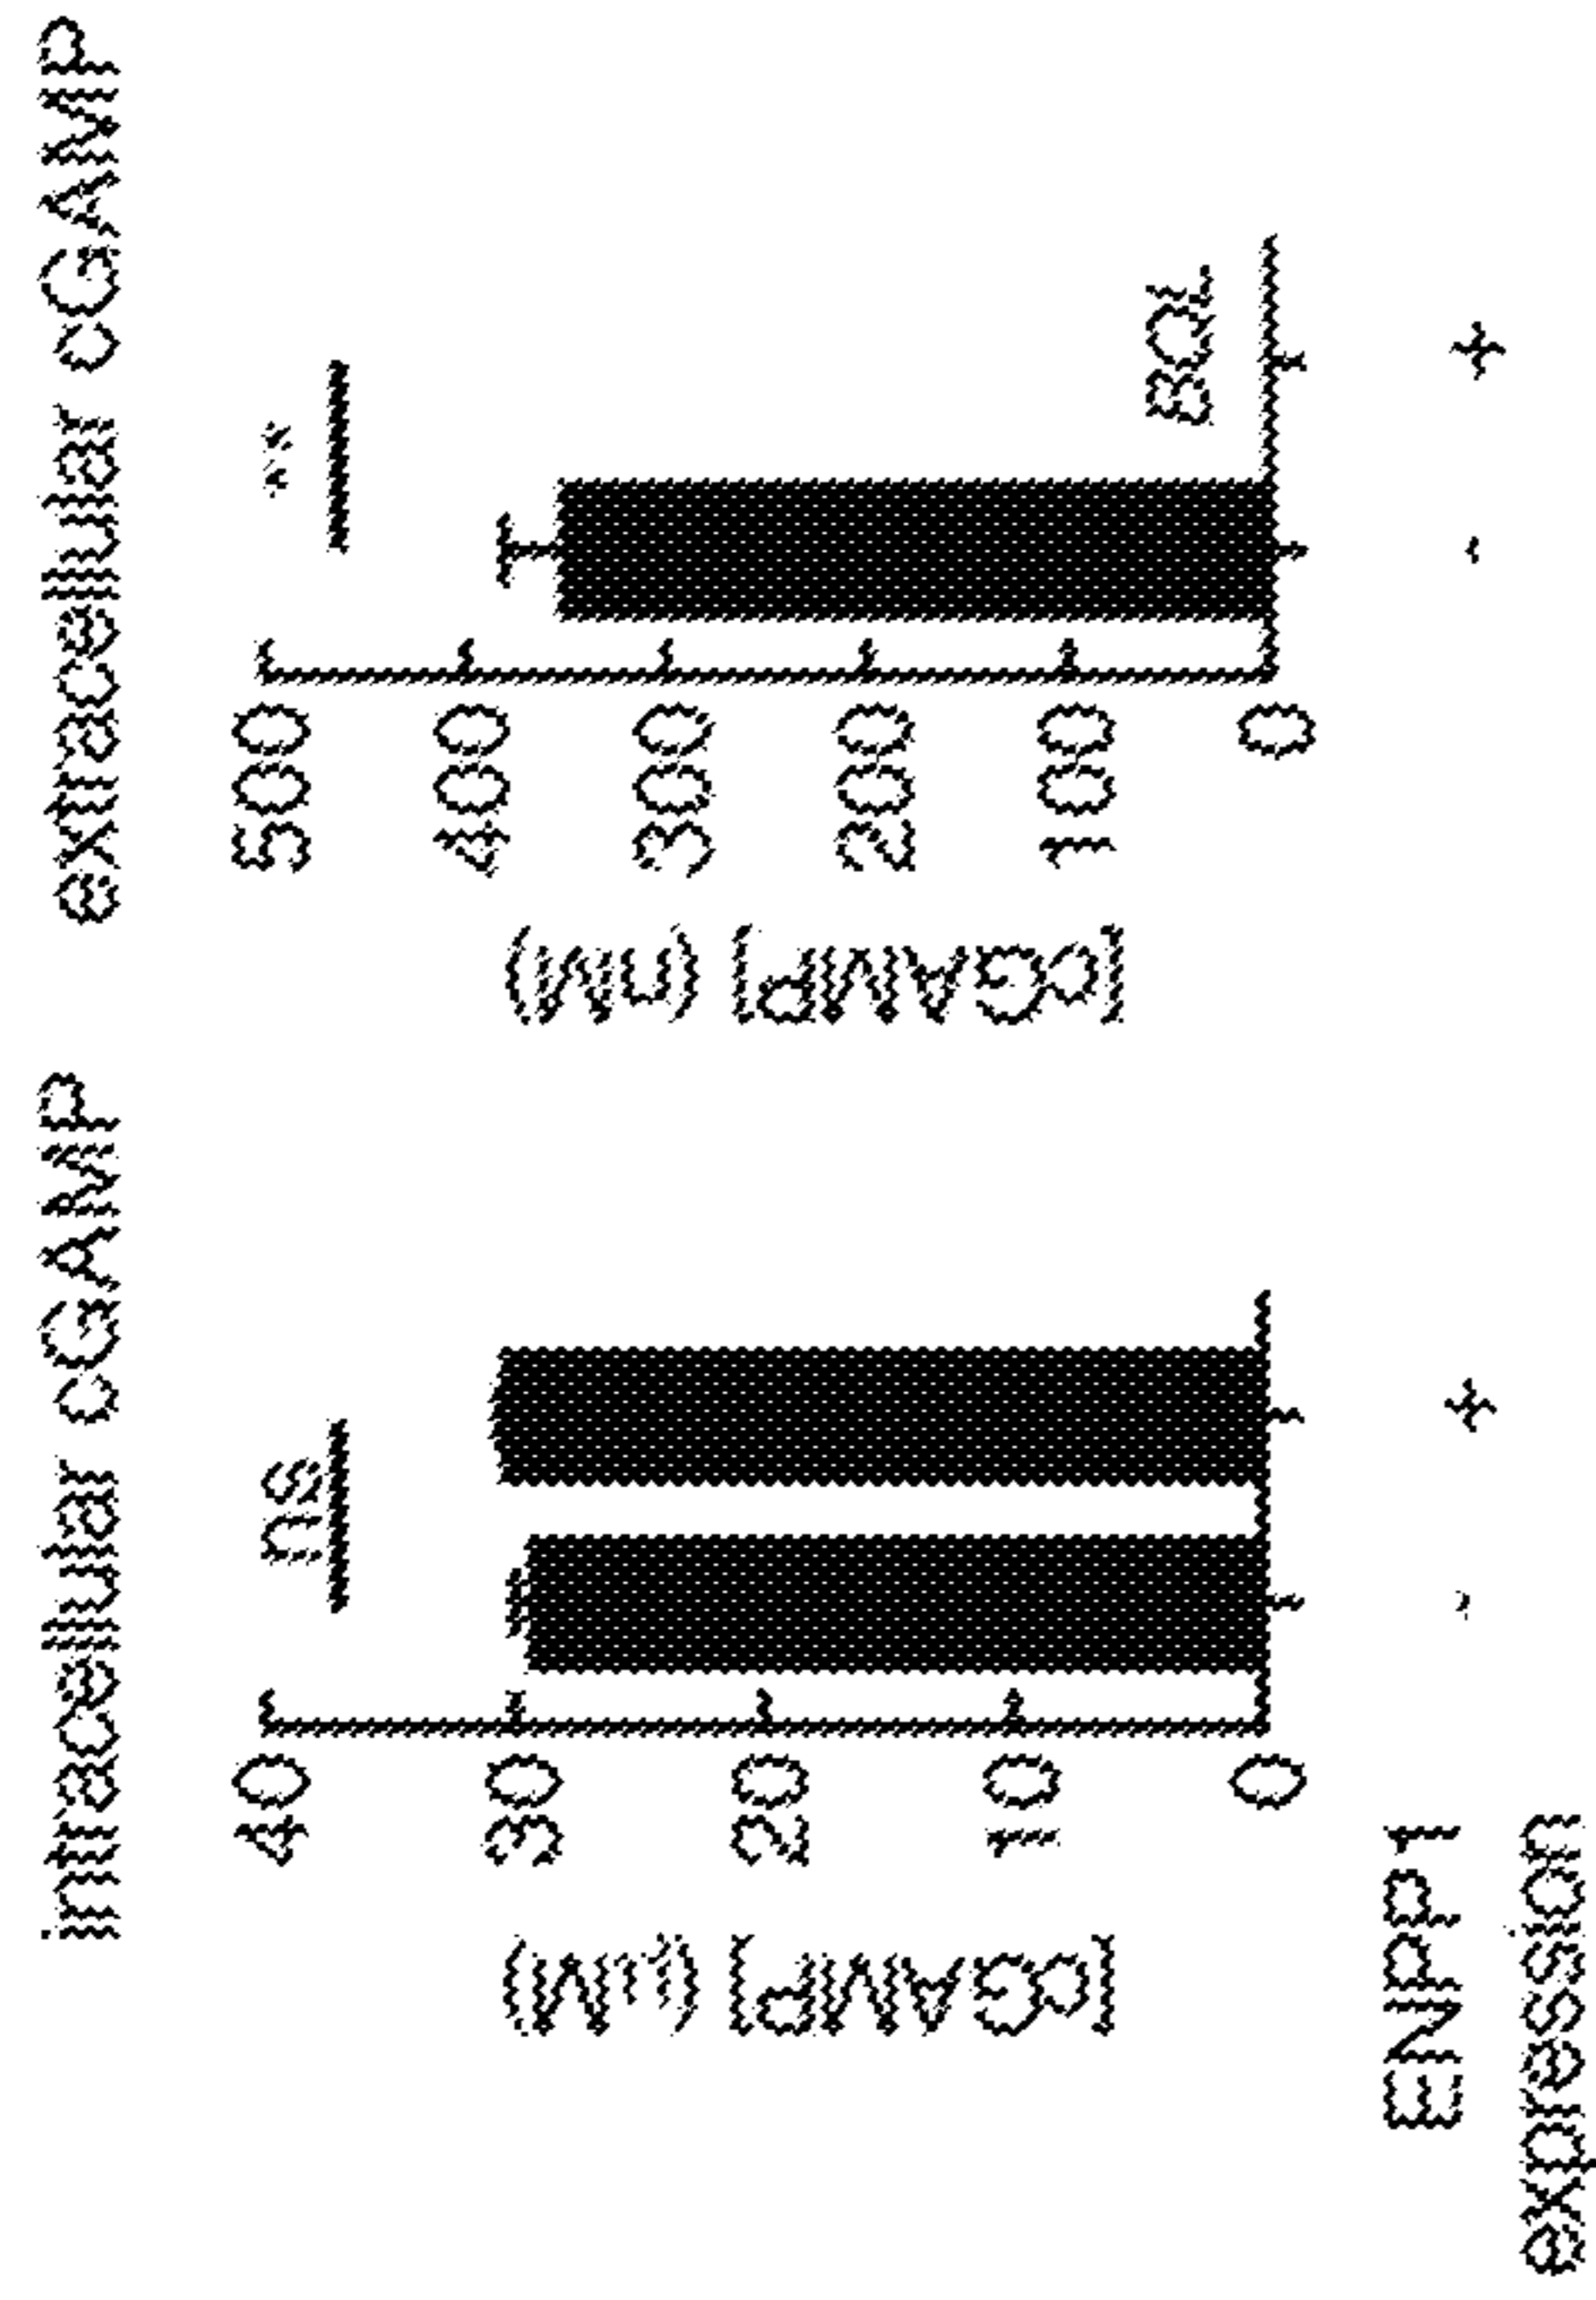 intracellular cGAMP
[cGAMP] (μM)
40
30
20
10
0
ns
ENPP1
expression
-
+
extracellular cGAMP
[cGAMP] (nM)
500
400
300
200
100
0
**
BQL
-
+